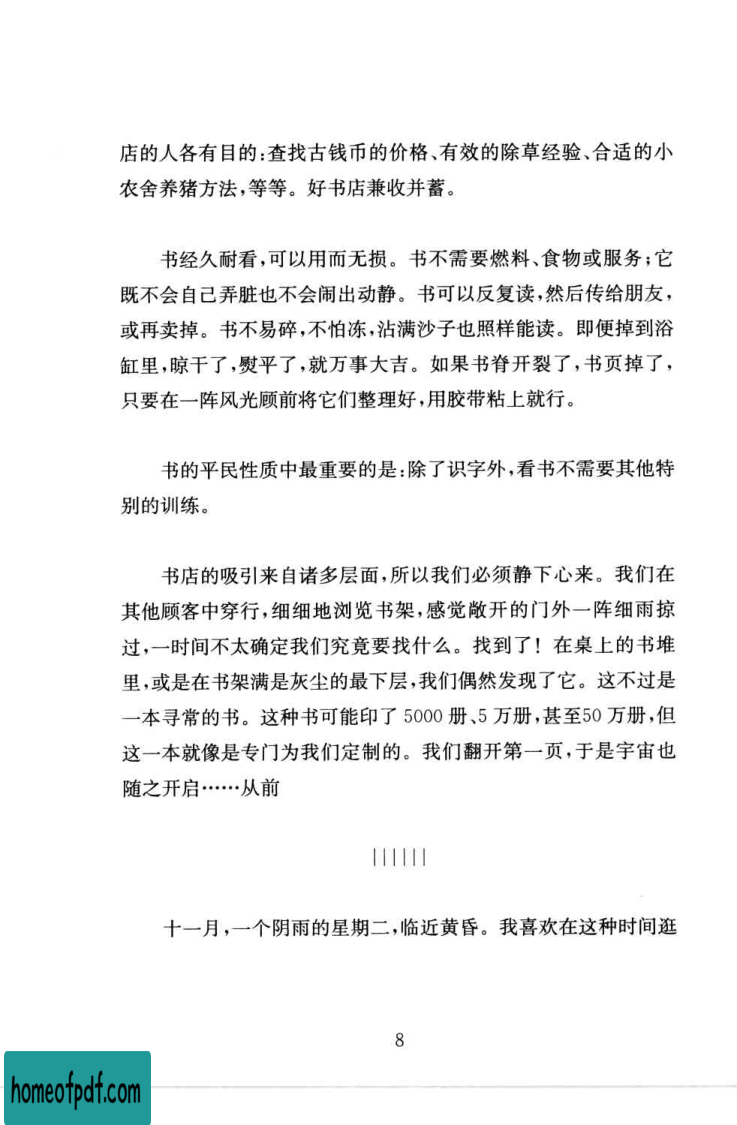 店的人各有目的:查找古钱币的价格、有效的除草经验、合适的小
农舍养猪方法,等等。好书店兼收并蓄。
书经久耐看,可以用而无损。书不需要燃料、食物或服务;它
既不会自己弄脏也不会闹出动静。书可以反复读,然后传给朋友,
或再卖掉。书不易碎,不怕冻,沾满沙子也照样能读。即便掉到浴
缸里,晾干了,熨平了,就万事大吉。如果书脊开裂了,书页掉了,
只要在一阵风光顾前将它们整理好,用胶带粘上就行。
书的平民性质中最重要的是:除了识字外,看书不需要其他特
别的训练。
书店的吸引来自诸多层面,所以我们必须静下心来。我们在
其他顾客中穿行,细细地浏览书架,感觉敞开的门外一阵细雨掠
过,一时间不太确定我们究竟要找什么。找到了! 在桌上的书堆
里,或是在书架满是灰尘的最下层,我们偶然发现了它。这不过是
一本寻常的书。这种书可能印了 5000 册、5 万册,甚至50 万册,但
这一本就像是专门为我们定制的。我们翻开第一页,于是宇宙也
随之开启……从前
||||||
十一月,一个阴雨的星期二,临近黄昏。我喜欢在这种时间逛
8
homeofpdf.com